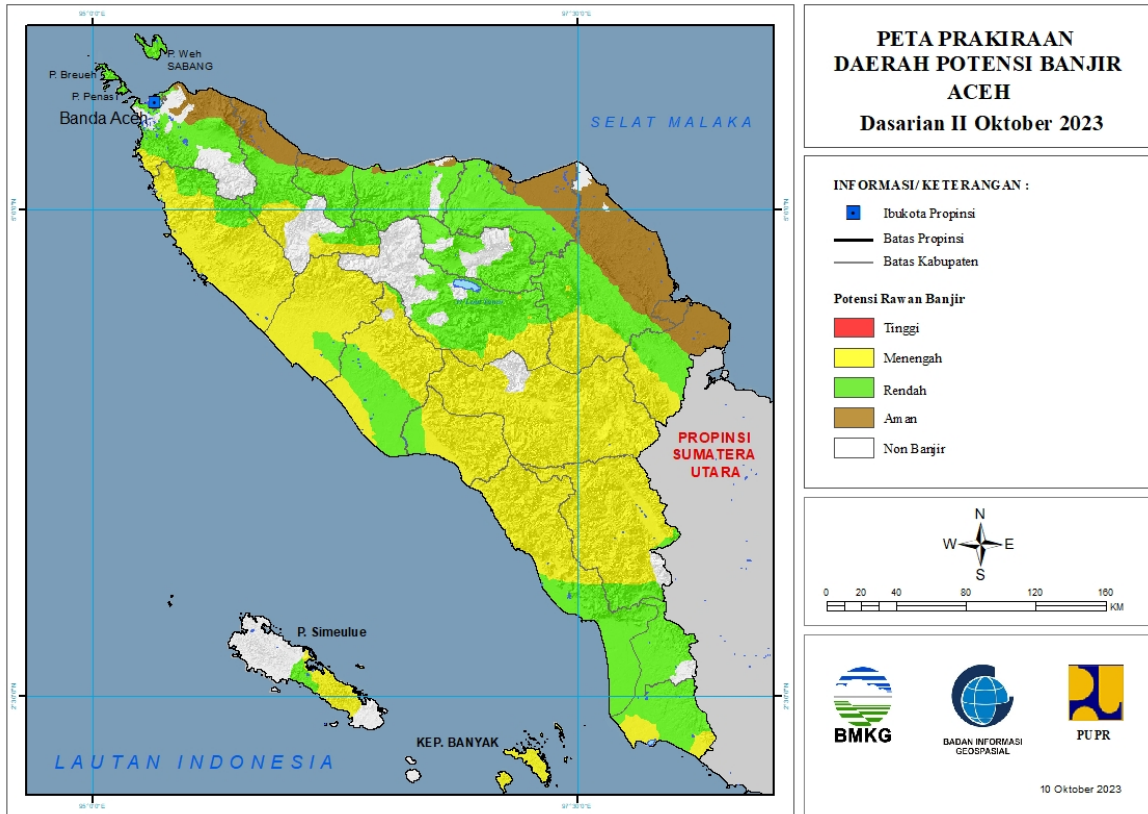 PETA PRAKIRAAN
DAERAH POTENSI BANJIR
ACEH
Dasarian II Oktober 2023
INFORMASI/ KETERANGAN :
Ibukota Propinsi
Batas Propinsi
Batas Kabupaten
Potensi Rawan Banjir
Tinggi
Menengah
Rendah
Aman
Non Banjir
N
W E
S
0 20 40 80 120 160
KM
BMKG
BADAN INFORMASI
GEOSPASIAL
PUPR
10 Oktober 2023
P. Weh
SABANG
P. Breueh
P. Penasi
Banda Aceh
SELAT MALAKA
PROPINSI
SUMATERA
UTARA
P. Simeulue
KEP. BANYAK
LAUTAN INDONESIA